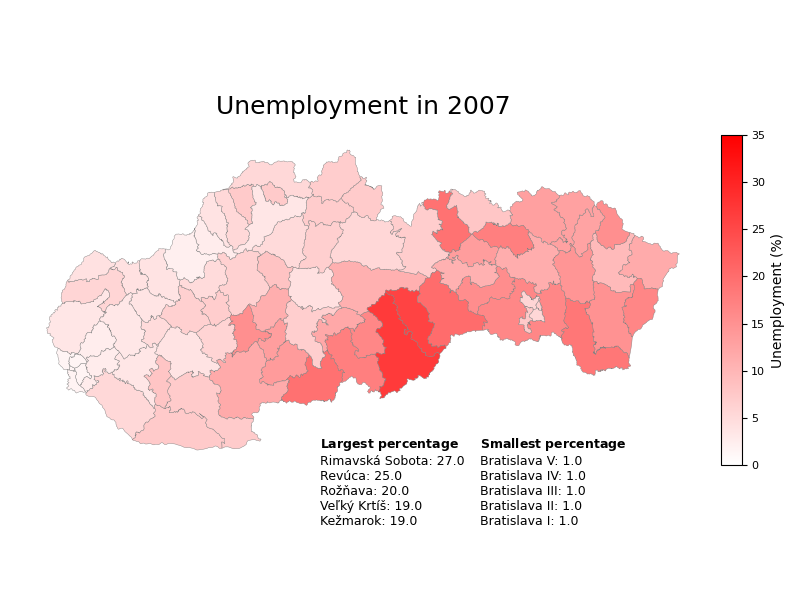 Unemployment in 2007
35
30
25
20
15
10
5
0
Unemployment (%)
Largest percentage
Rimavská Sobota: 27.0
Revúca: 25.0
Rožňava: 20.0
Veľký Krtíš: 19.0
Kežmarok: 19.0
Smallest percentage
Bratislava V: 1.0
Bratislava IV: 1.0
Bratislava III: 1.0
Bratislava II: 1.0
Bratislava I: 1.0